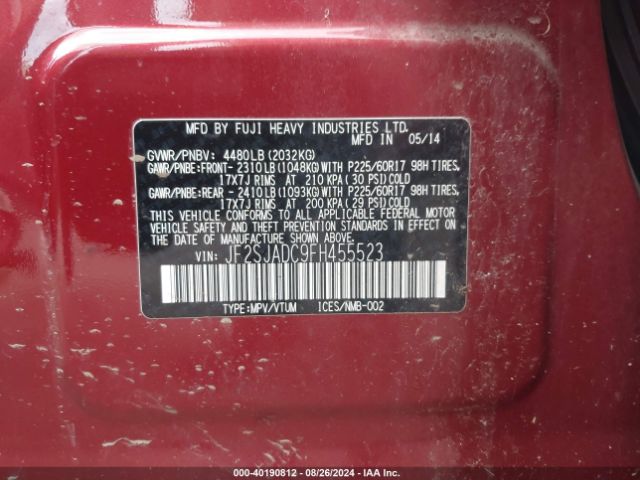 MFD BY FUJI HEAVY INDUSTRIES LTD.
MFD IN 05/14
GVWR/PNBV: 4480LB (2032KG)
GAWR/PNBE:FRONT- 2310LB(1048KG)WITH P225/60R17 98H TIRES,
17X7J RIMS AT 210 KPA(30 PSI)COLD
GAWR/PNBE:REAR - 2410LB(1093KG)WITH P225/60R17 98H TIRES,
17X7J RIMS AT 200 KPA(29 PSI)COLD
THIS VEHICLE CONFORMS TO ALL APPLICABLE FEDERAL MOTOR
VEHICLE SAFETY AND THEFT PREVENTION STANDARDS IN EFFECT
ON THE DATE OF MANUFACTURE SHOWN ABOVE.
VIN: JF2SJADC9FH455523
TYPE:MPV/VTUM ICES/NMB-002
000-40190812 - 08/26/2024 - IAA Inc.